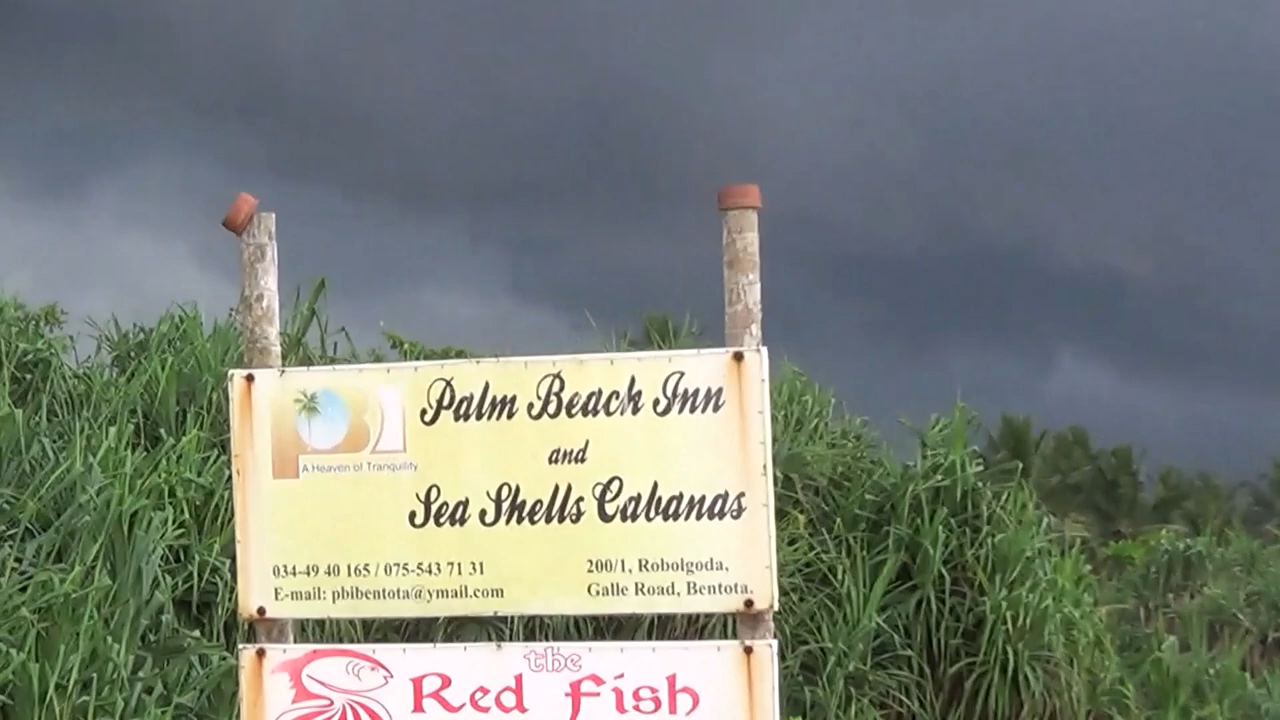 PBI
A Heaven of Tranquility
Palm Beach Inn
and
Sea Shells Cabanas
034-49 40 165 / 075-543 71 31
E-mail: pbibentota@ymail.com
200/1, Robolgoda,
Galle Road, Bentota.
the
Red Fish